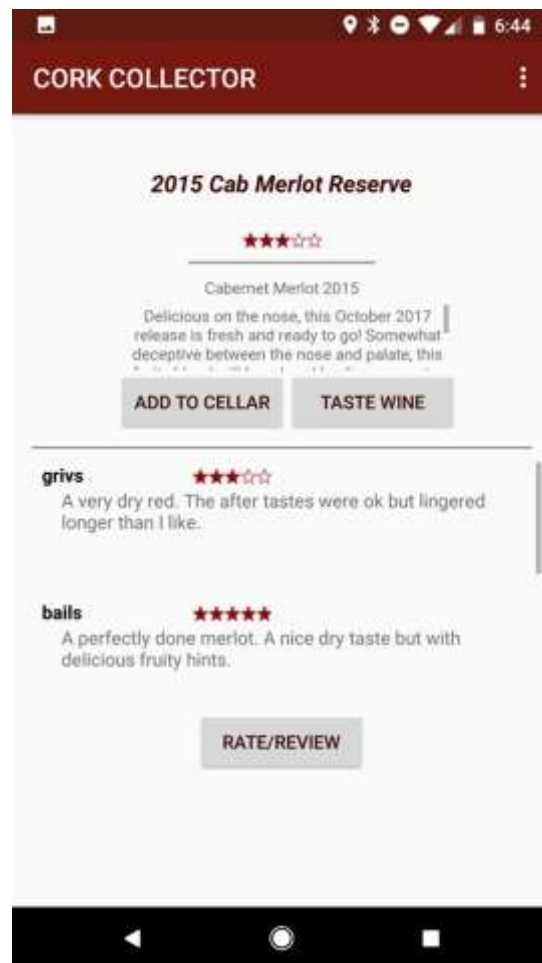 6:44
CORK COLLECTOR
2015 Cab Merlot Reserve
★★★☆☆
Cabernet Merlot 2015
Delicious on the nose, this October 2017
release is fresh and ready to go! Somewhat
deceptive between the nose and palate, this
ADD TO CELLAR TASTE WINE
grivs ★★★☆☆
A very dry red. The after tastes were ok but lingered
longer than I like.
bails ★★★★★
A perfectly done merlot. A nice dry taste but with
delicious fruity hints.
RATE/REVIEW